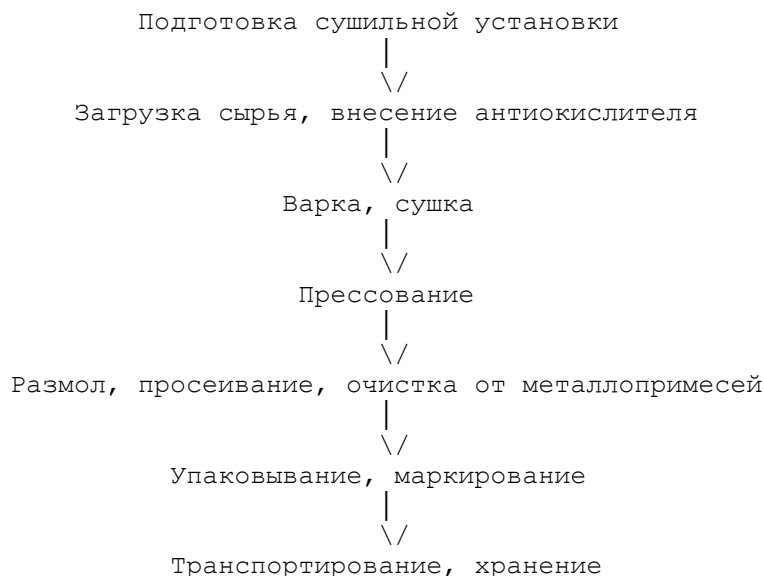 Подготовка сушильной установки
|
\/
Загрузка сырья, внесение антиокислителя
|
\/
Варка, сушка
|
\/
Прессование
|
\/
Размол, просеивание, очистка от металлопримесей
|
\/
Упаковывание, маркирование
|
\/
Транспортирование, хранение